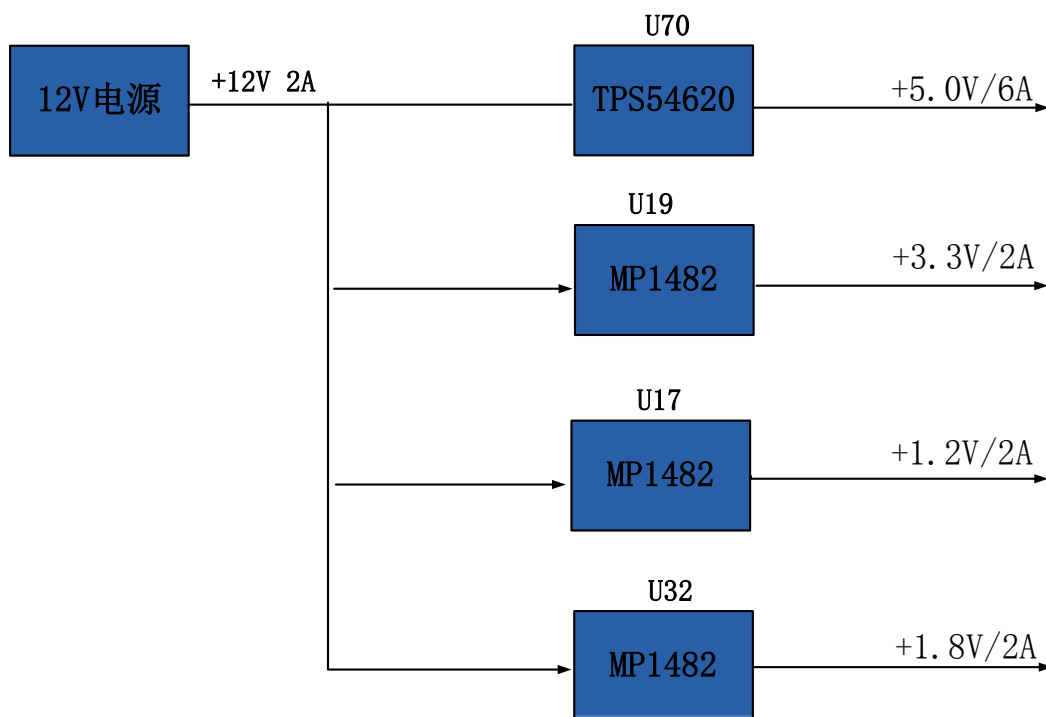 U70
12V电源
+12V 2A
TPS54620
+5.0V/6A
U19
MP1482
+3.3V/2A
U17
MP1482
+1.2V/2A
U32
MP1482
+1.8V/2A